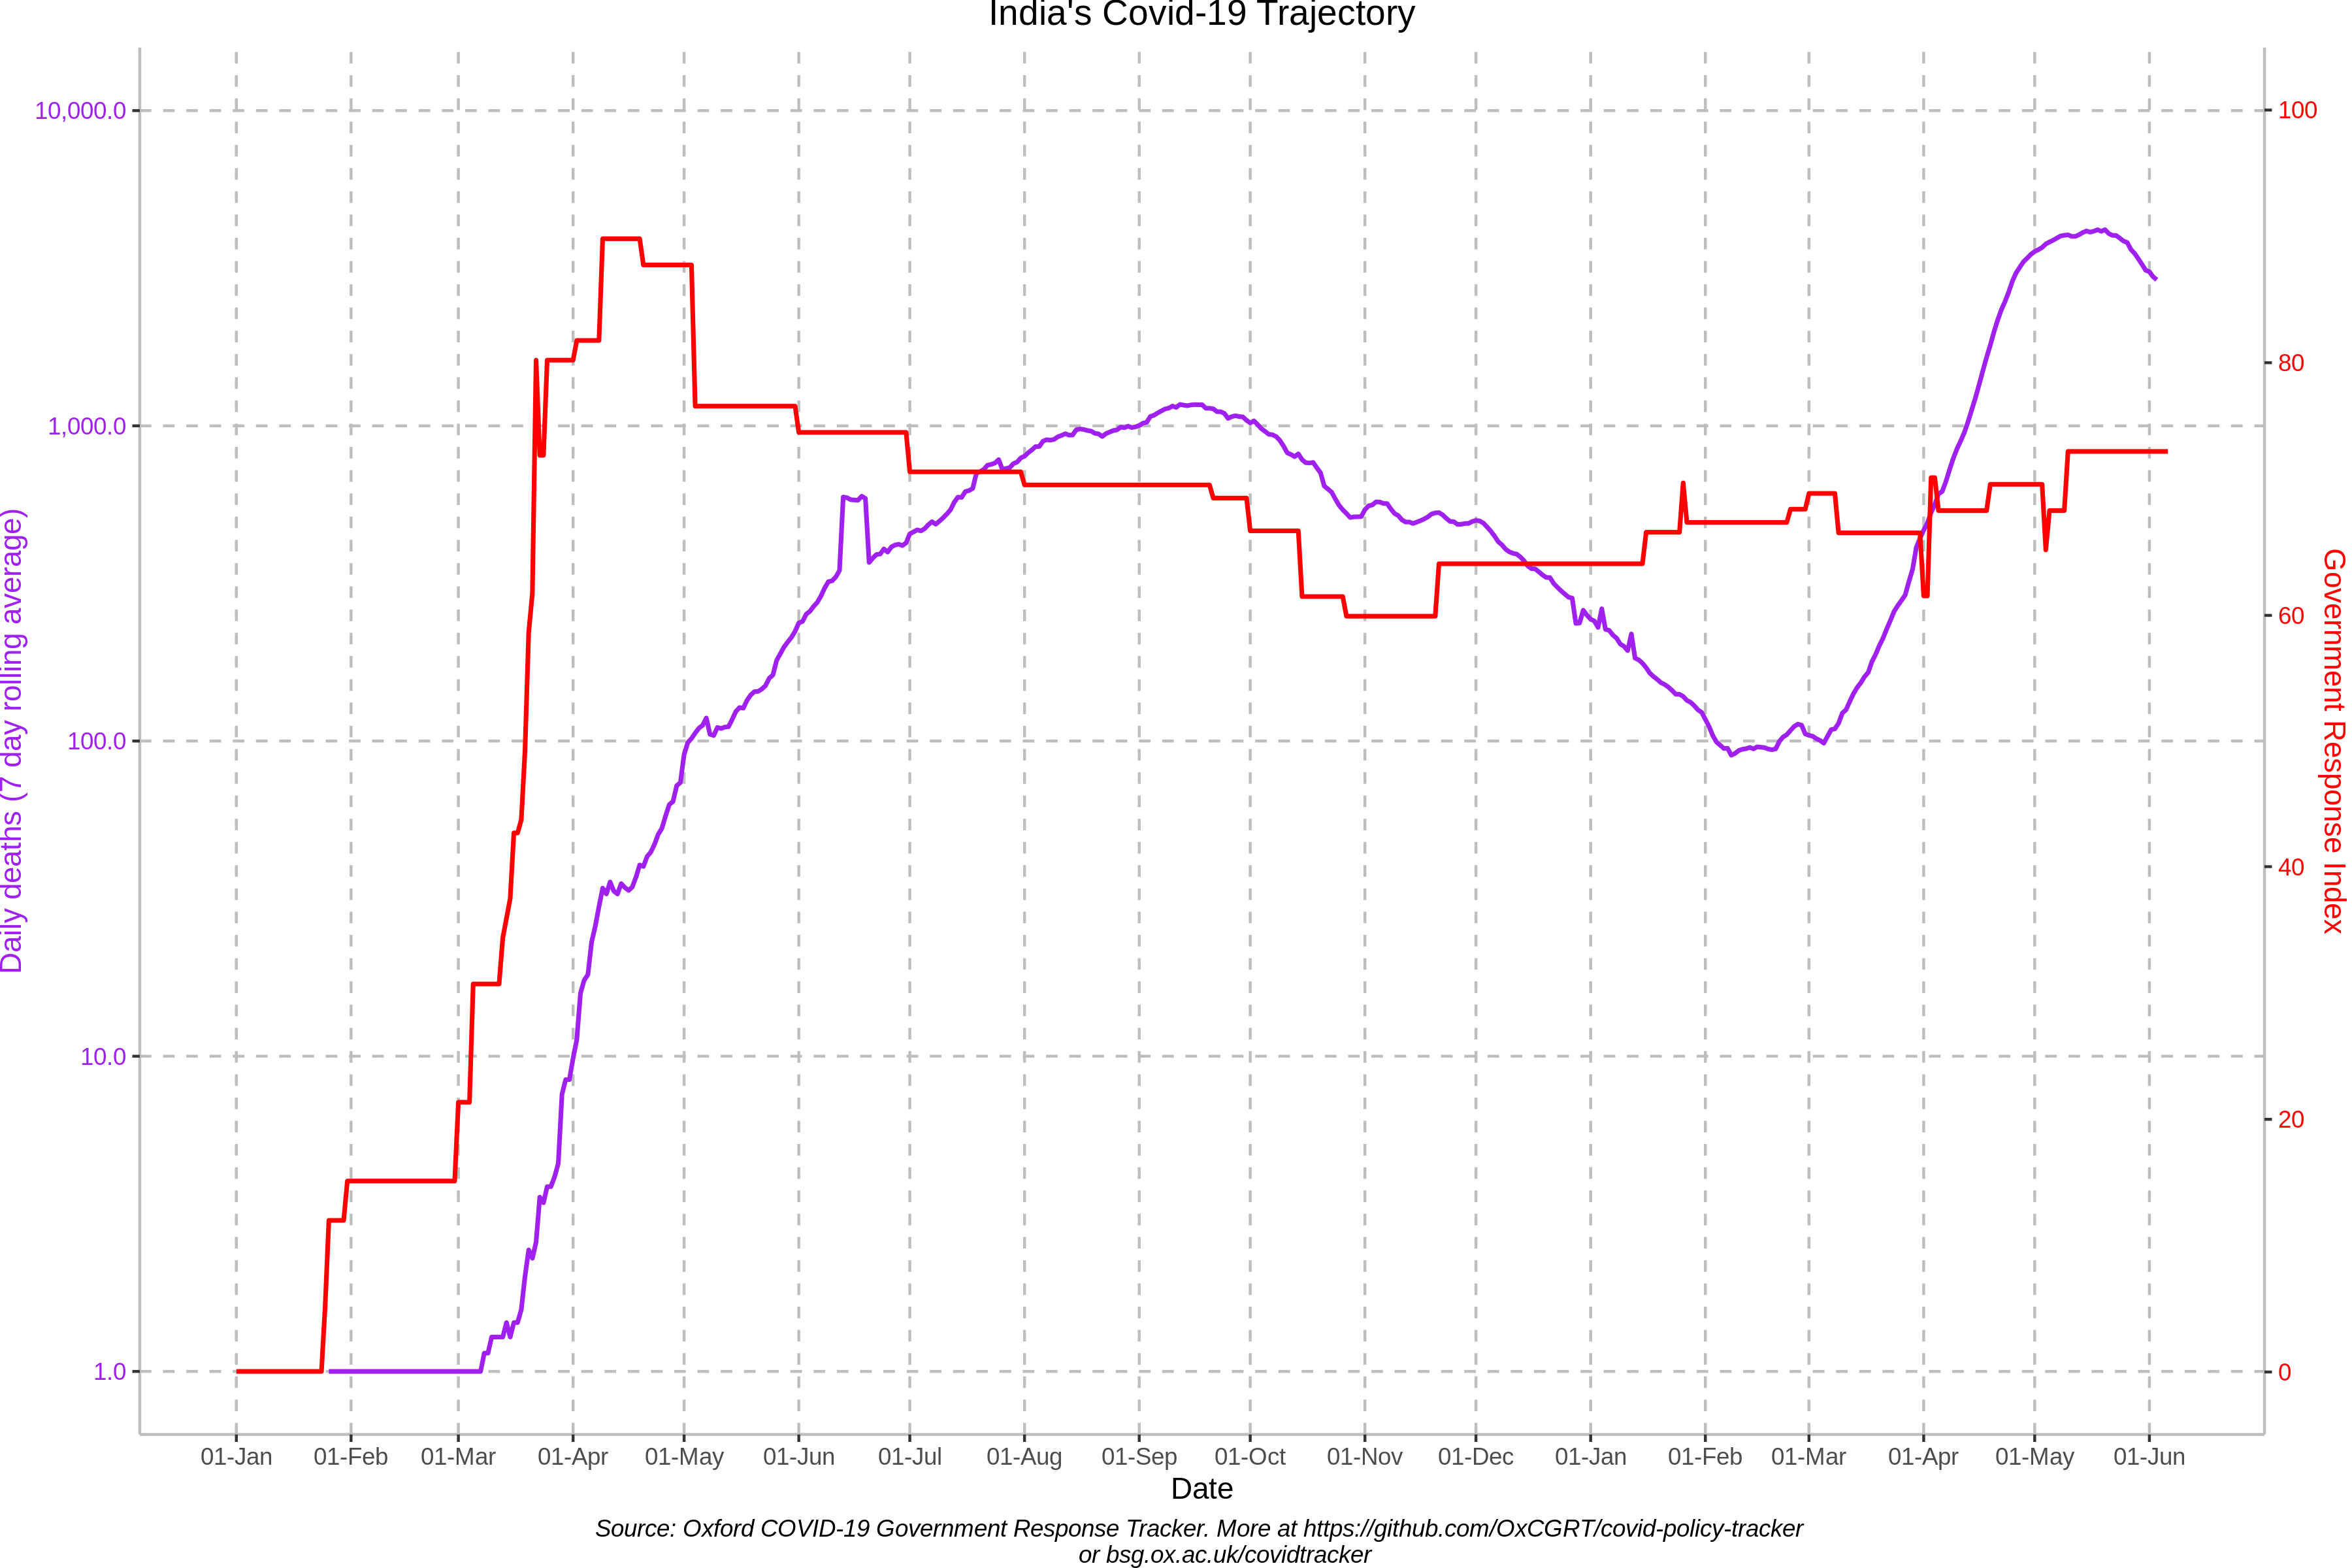 India's Covid-19 Trajectory
10,000.0
1,000.0
100.0
10.0
1.0
Daily deaths (7 day rolling average)
100
80
60
40
20
0
Government Response Index
01-Jan 01-Feb 01-Mar 01-Apr 01-May 01-Jun 01-Jul 01-Aug 01-Sep 01-Oct 01-Nov 01-Dec 01-Jan 01-Feb 01-Mar 01-Apr 01-May 01-Jun
Date
Source: Oxford COVID-19 Government Response Tracker. More at https://github.com/OxCGRT/covid-policy-tracker
or bsg.ox.ac.uk/covidtracker